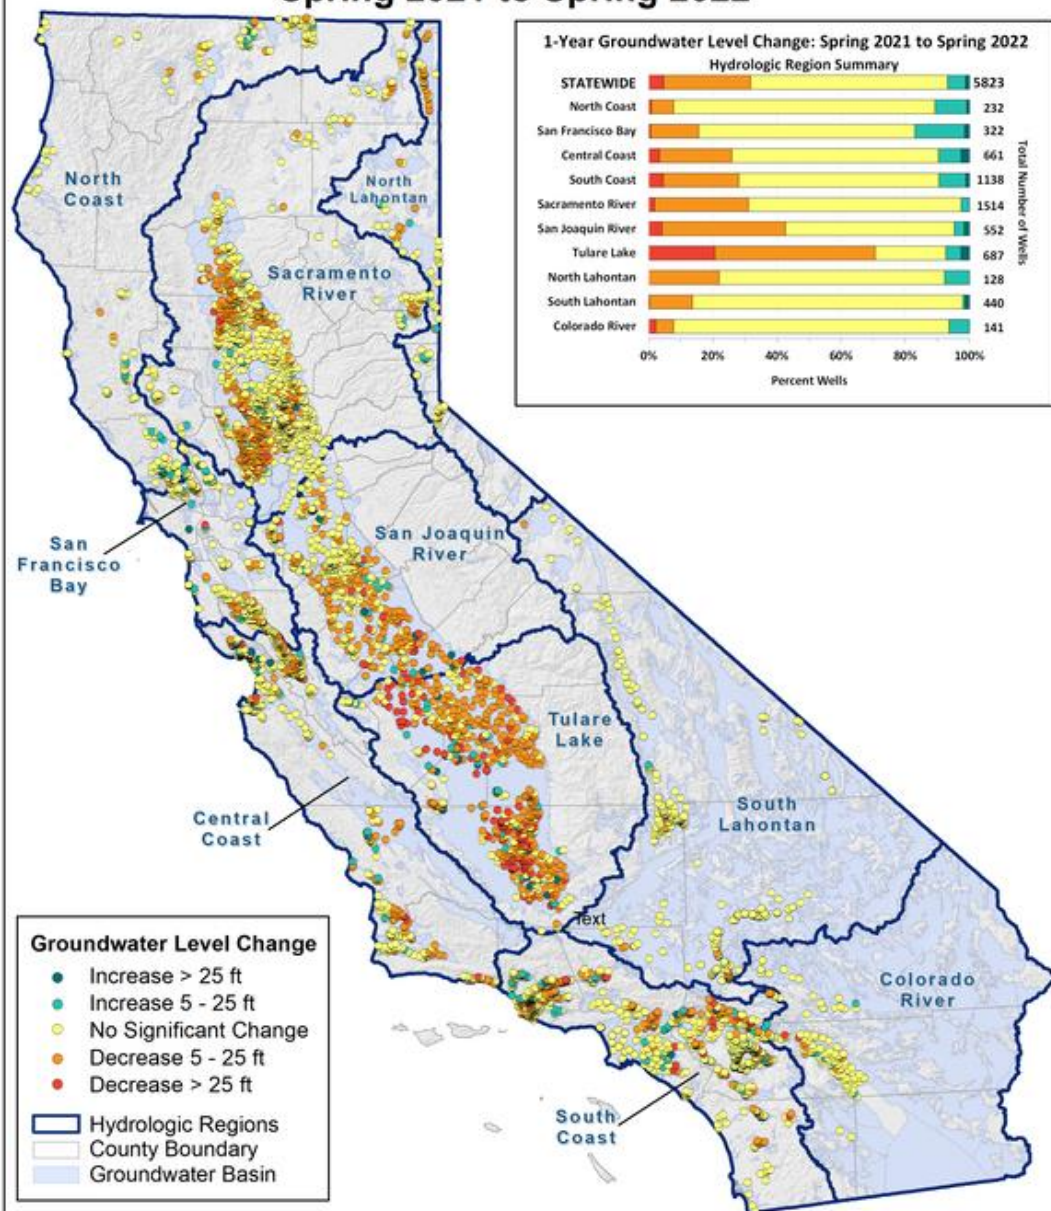 Spring 2021 to Spring 2022
1-Year Groundwater Level Change: Spring 2021 to Spring 2022
Hydrologic Region Summary
STATEWIDE 5823
North Coast 232
San Francisco Bay 322
Central Coast 661
South Coast 1138
Sacramento River 1514
San Joaquin River 552
Tulare Lake 687
North Lahontan 128
South Lahontan 440
Colorado River 141
Total Number of Wells
0% 20% 40% 60% 80% 100%
Percent Wells
North
Coast
North
Lahontan
Sacramento
River
San
Francisco
Bay
San Joaquin
River
Tulare
Lake
Central
Coast
South
Lahontan
Text
Colorado
River
South
Coast
Groundwater Level Change
Increase > 25 ft
Increase 5 - 25 ft
No Significant Change
Decrease 5 - 25 ft
Decrease > 25 ft
Hydrologic Regions
County Boundary
Groundwater Basin